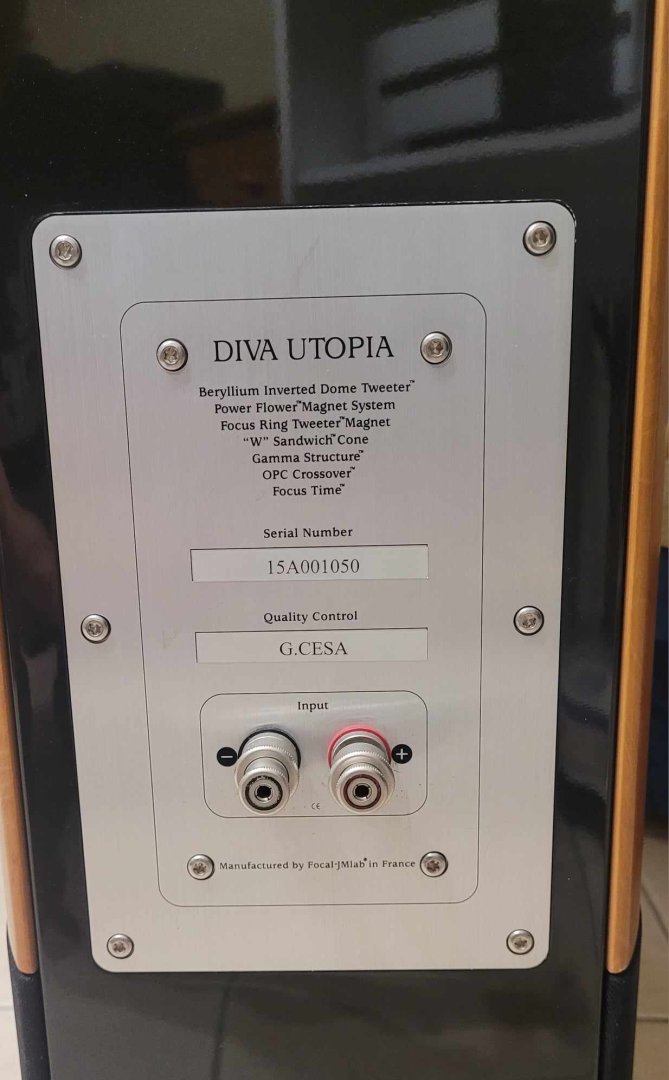 DIVA UTOPIA
Beryllium Inverted Dome Tweeter™
Power Flower™ Magnet System
Focus Ring Tweeter™ Magnet
“W” Sandwich™ Cone
Gamma Structure™
OPC Crossover™
Focus Time™
Serial Number
15A001050
Quality Control
G.CESA
Input
− +
CE
Manufactured by Focal-JMlab® in France